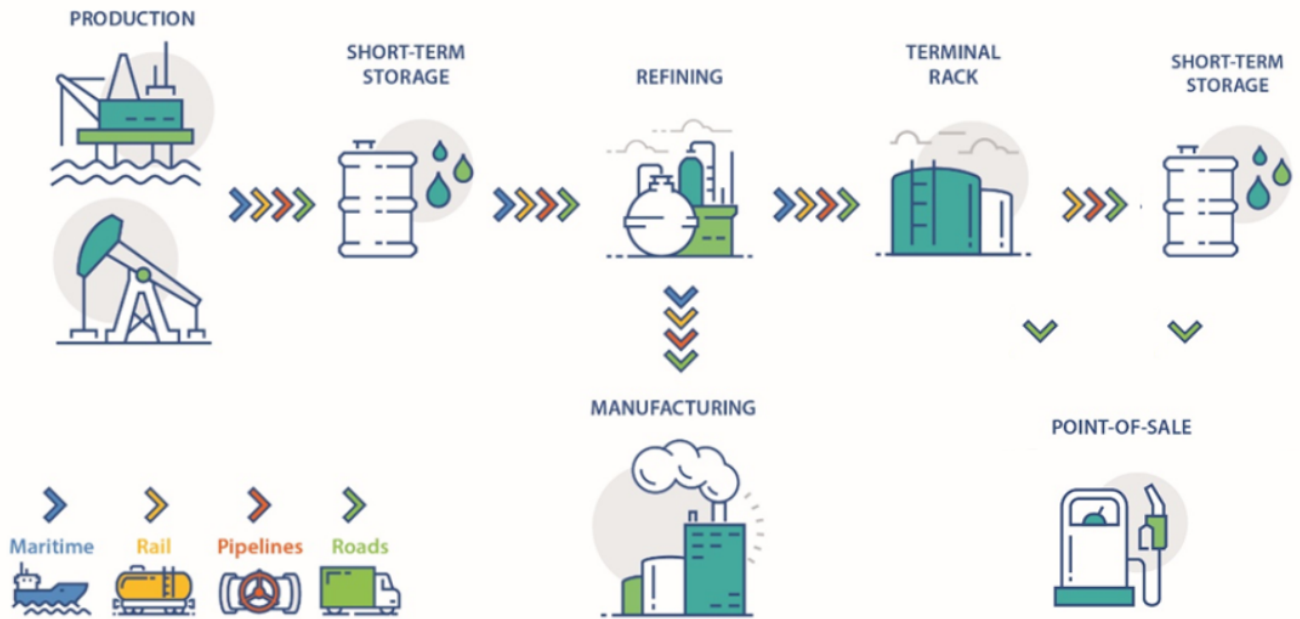 PRODUCTION
SHORT-TERM
STORAGE
REFINING
TERMINAL
RACK
SHORT-TERM
STORAGE
MANUFACTURING
POINT-OF-SALE
Maritime
Rail
Pipelines
Roads